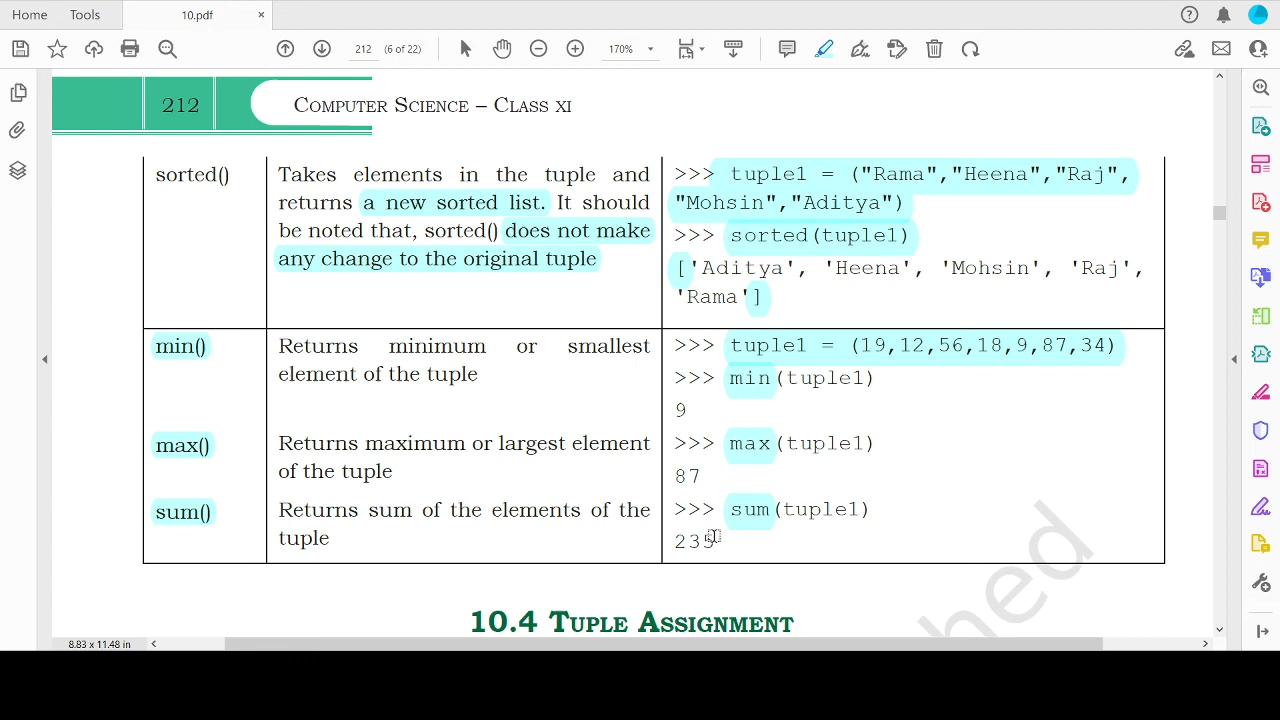 Home Tools 10.pdf ×
212 (6 of 22) 170%
212 COMPUTER SCIENCE – CLASS XI
sorted()
Takes elements in the tuple and
returns a new sorted list. It should
be noted that, sorted() does not make
any change to the original tuple
>>> tuple1 = ("Rama","Heena","Raj",
"Mohsin","Aditya")
>>> sorted(tuple1)
['Aditya', 'Heena', 'Mohsin', 'Raj',
'Rama']
min()
Returns minimum or smallest
element of the tuple
>>> tuple1 = (19,12,56,18,9,87,34)
>>> min(tuple1)
9
max()
Returns maximum or largest element
of the tuple
>>> max(tuple1)
87
sum()
Returns sum of the elements of the
tuple
>>> sum(tuple1)
235
hed
10.4 TUPLE ASSIGNMENT
8.83 x 11.48 in